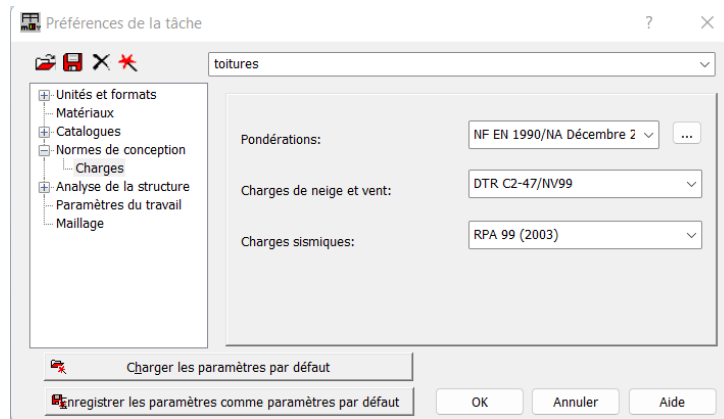 Préférences de la tâche
toitures
Unités et formats
Matériaux
Catalogues
Normes de conception
Charges
Analyse de la structure
Paramètres du travail
Maillage
Pondérations:
NF EN 1990/NA Décembre 2
...
Charges de neige et vent:
DTR C2-47/NV99
Charges sismiques:
RPA 99 (2003)
Charger les paramètres par défaut
Enregistrer les paramètres comme paramètres par défaut
OK
Annuler
Aide